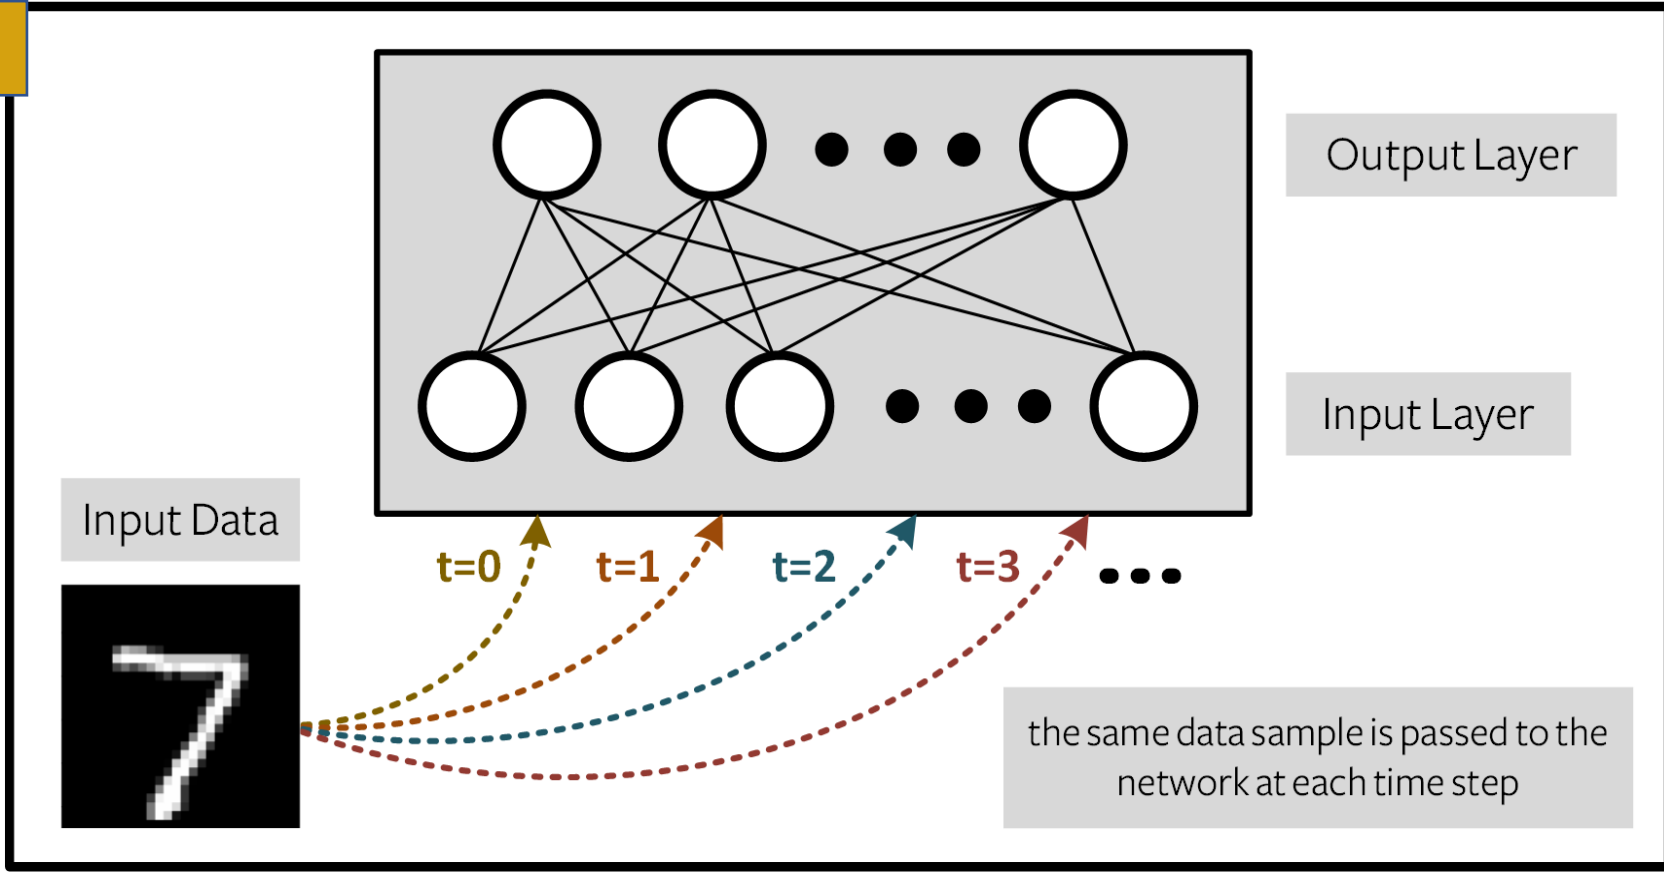 Output Layer
Input Layer
Input Data
t=0 t=1 t=2 t=3
the same data sample is passed to the
network at each time step
7